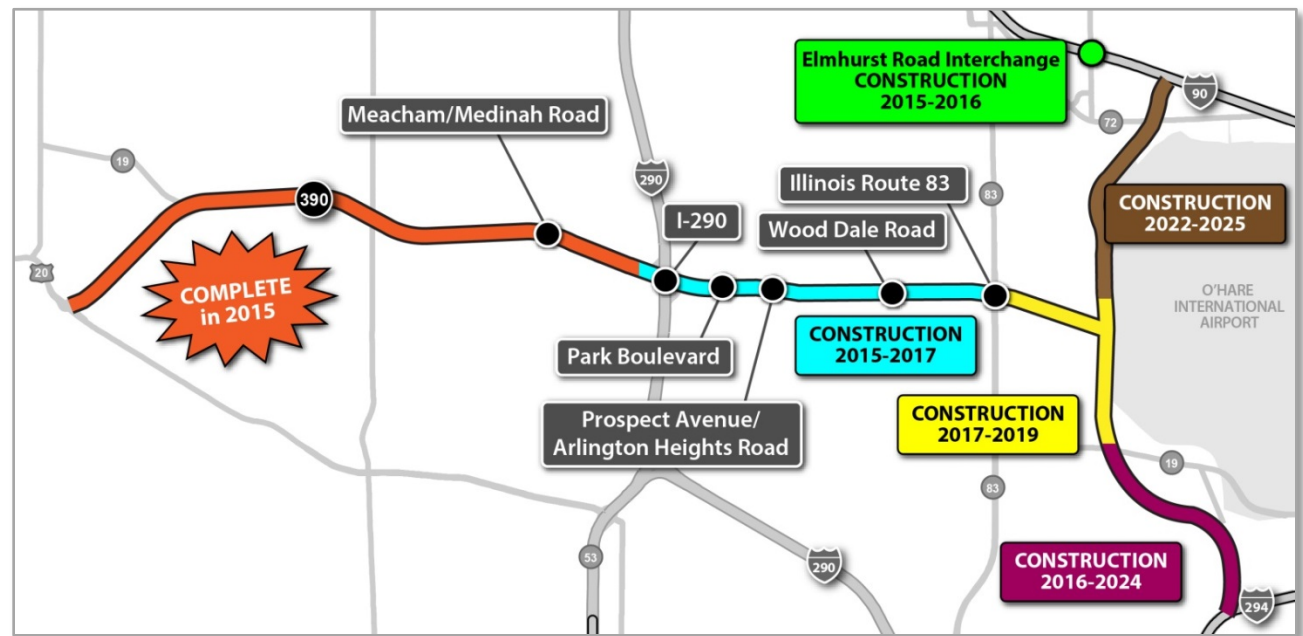 Elmhurst Road Interchange
CONSTRUCTION
2015-2016
90
Meacham/Medinah Road
72
19
290
Illinois Route 83
83
390
I-290
Wood Dale Road
CONSTRUCTION
2022-2025
20
COMPLETE
in 2015
O'HARE
INTERNATIONAL
AIRPORT
Park Boulevard
CONSTRUCTION
2015-2017
Prospect Avenue/
Arlington Heights Road
CONSTRUCTION
2017-2019
19
83
53
290
CONSTRUCTION
2016-2024
294